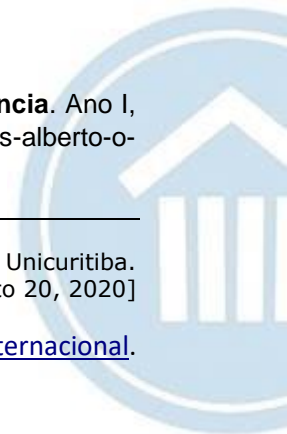 ncia. Ano I,
s-alberto-o-
Unicuritiba.
to 20, 2020]
ternacional.